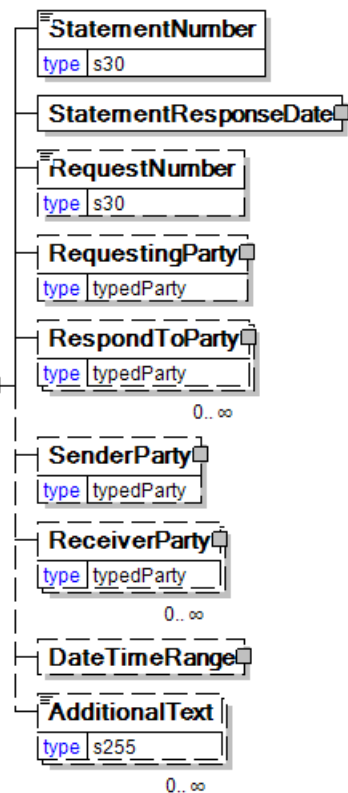 StatementNumber
type s30
StatementResponseDate
RequestNumber
type s30
RequestingParty
type typedParty
RespondToParty
type typedParty
0.. ∞
SenderParty
type typedParty
ReceiverParty
type typedParty
0.. ∞
DateTimeRange
AdditionalText
type s255
0.. ∞